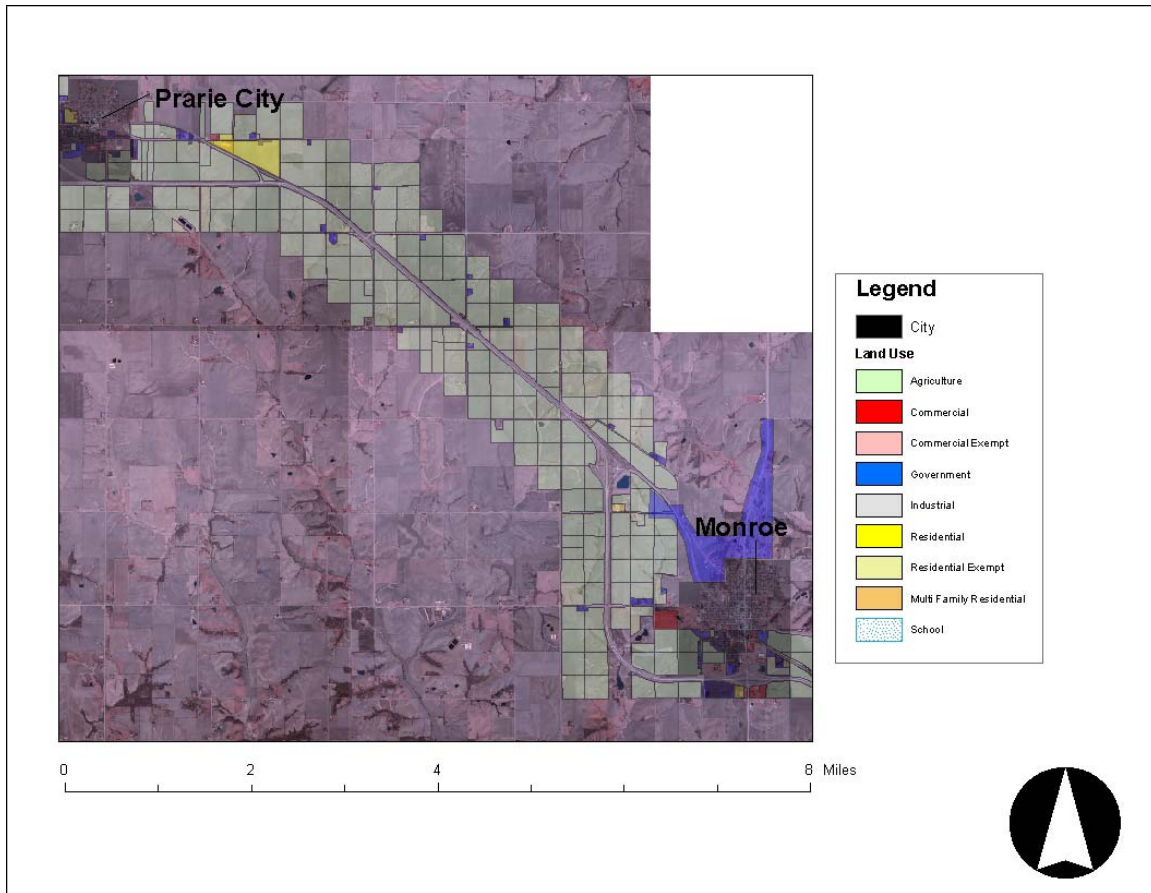 Prarie City
Monroe
Legend
City
Land Use
Agriculture
Commercial
Commercial Exempt
Government
Industrial
Residential
Residential Exempt
Multi Family Residential
School
0 2 4 8 Miles